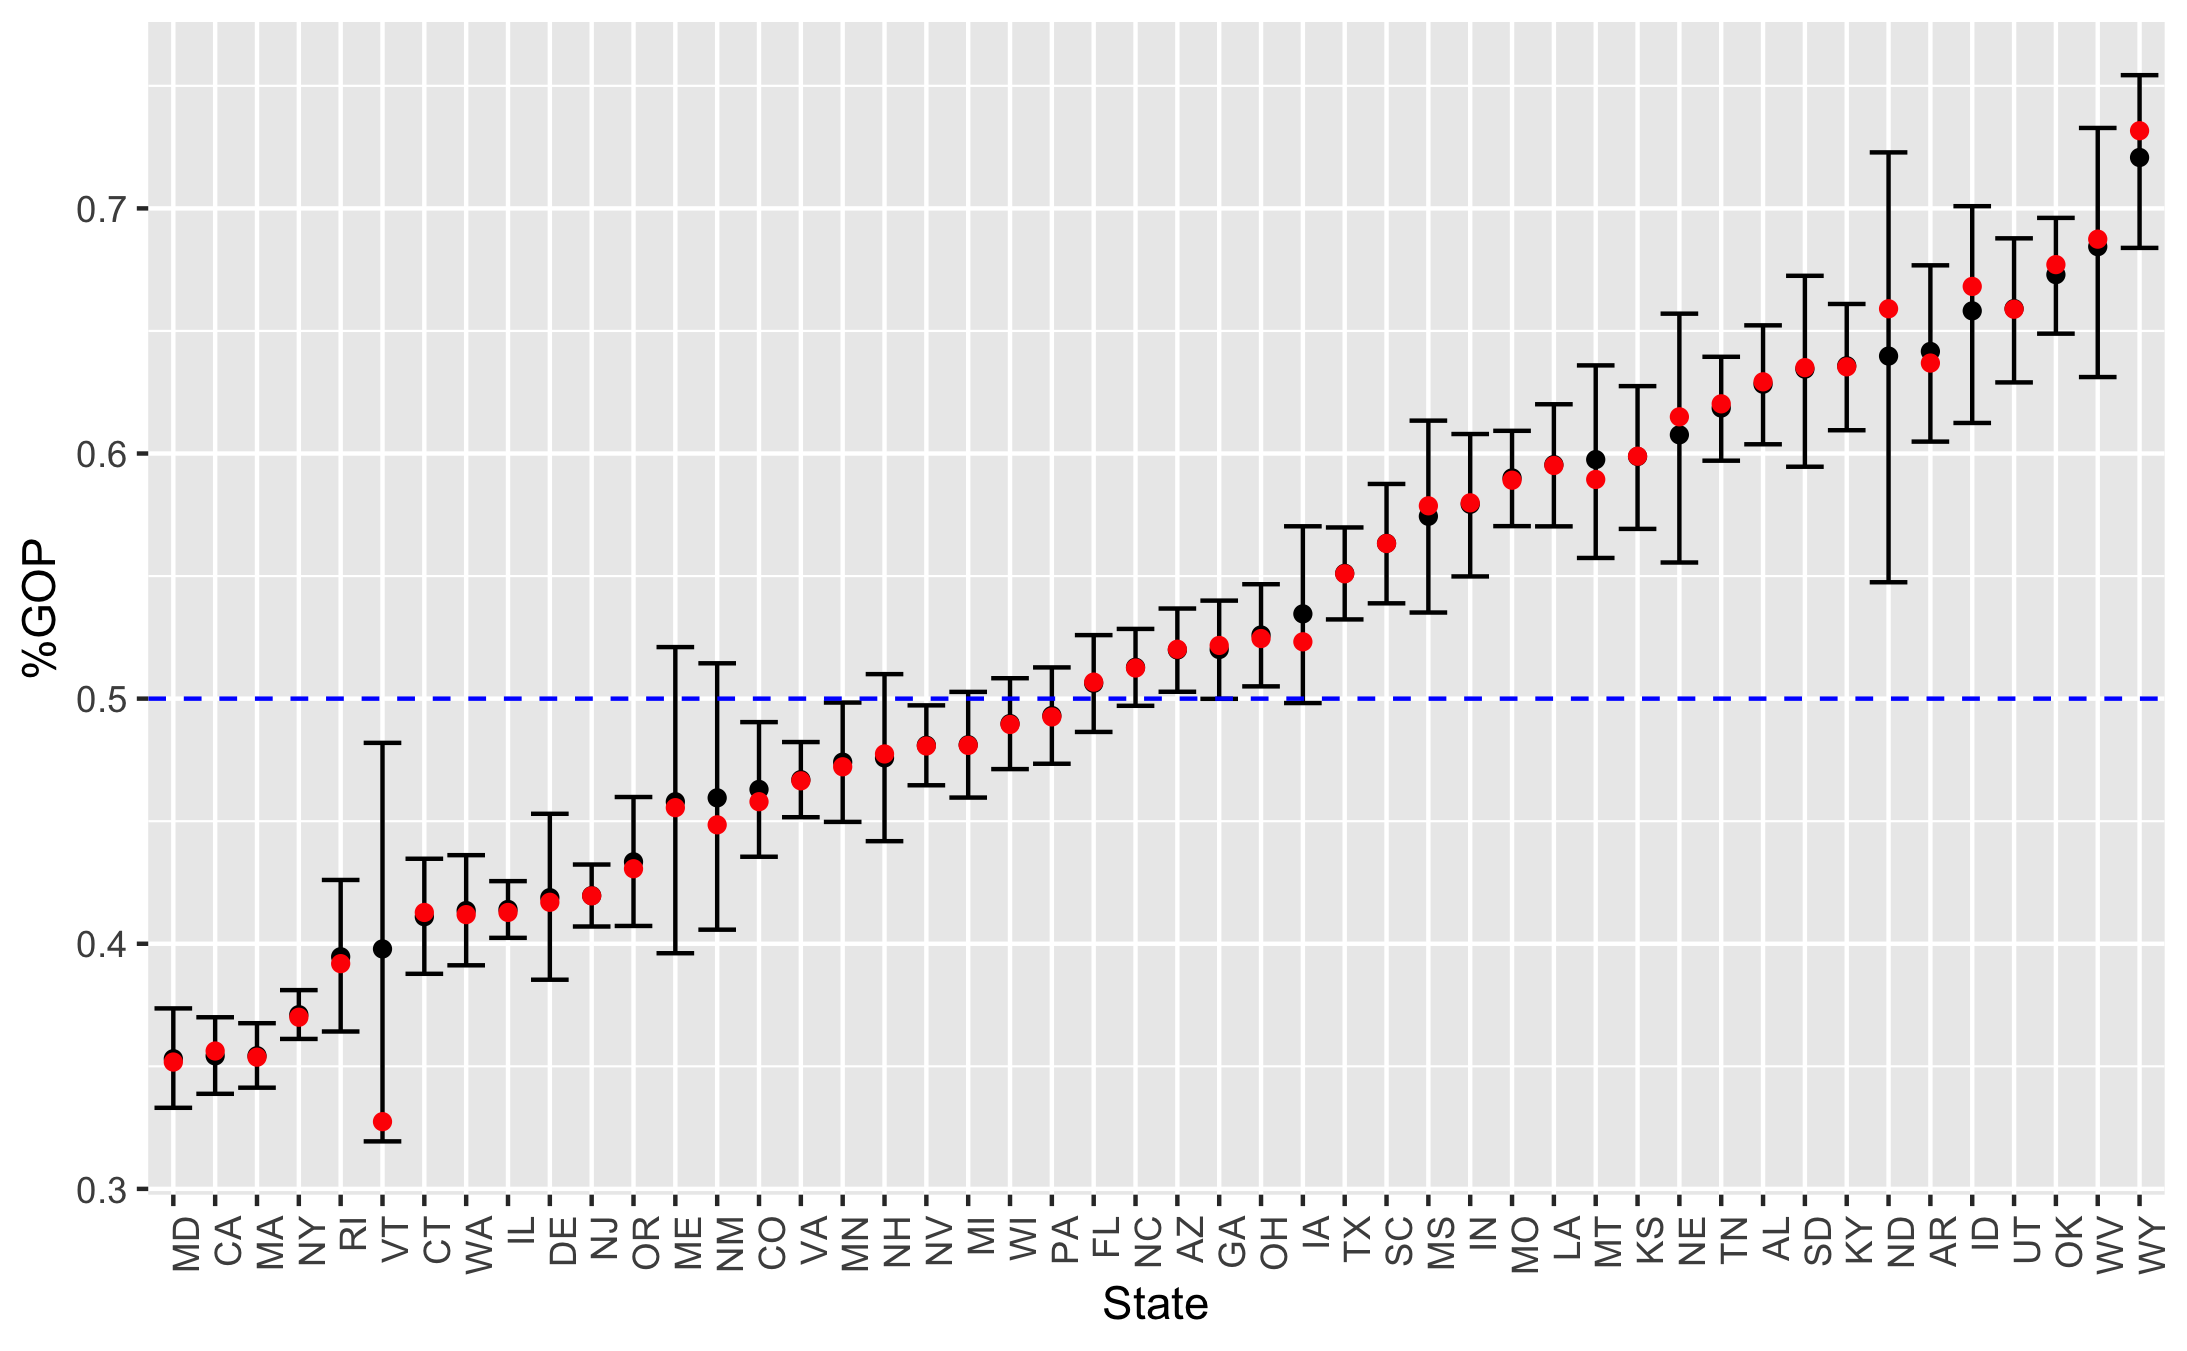 %GOP
0.7
0.6
0.5
0.4
0.3
MD CA MA NY RI VT CT WA IL DE NJ OR ME NM CO VA MN NH NV MI WI PA FL NC AZ GA OH IA TX SC MS IN MO LA MT KS NE TN AL SD KY ND AR ID UT OK WV WY
State